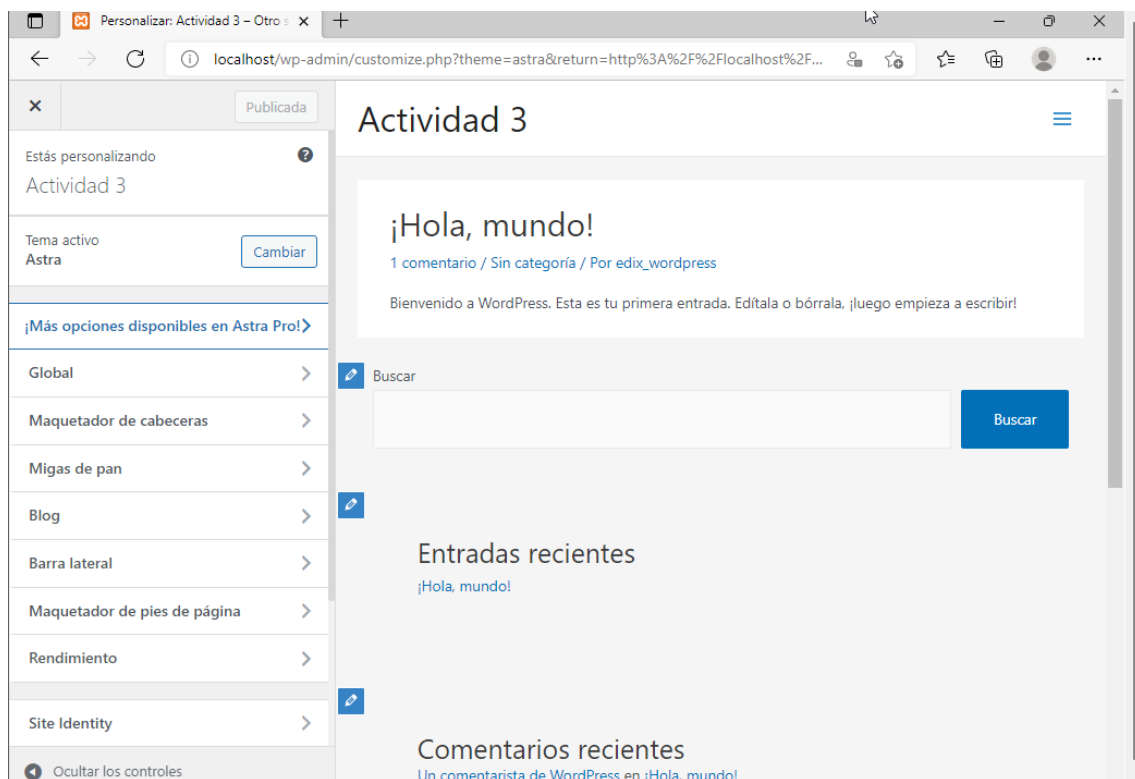 Personalizar: Actividad 3 – Otro s
localhost/wp-admin/customize.php?theme=astra&return=http%3A%2F%2Flocalhost%2F...
Publicada
Estás personalizando
Actividad 3
Tema activo
Astra
Cambiar
¡Más opciones disponibles en Astra Pro!
Global
Maquetador de cabeceras
Migas de pan
Blog
Barra lateral
Maquetador de pies de página
Rendimiento
Site Identity
Ocultar los controles
Actividad 3
¡Hola, mundo!
1 comentario / Sin categoría / Por edix_wordpress
Bienvenido a WordPress. Esta es tu primera entrada. Edítala o bórrala, ¡luego empieza a escribir!
Buscar
Buscar
Entradas recientes
¡Hola, mundo!
Comentarios recientes
Un comentarista de WordPress en ¡Hola, mundo!